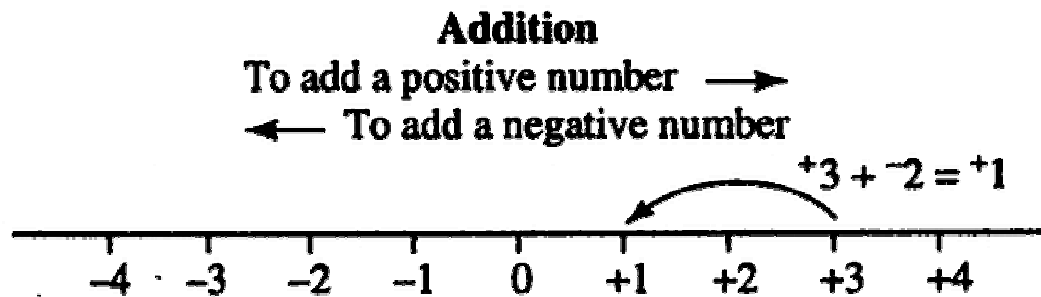 Addition
To add a positive number ⟶
⟵ To add a negative number
⁺3 + ⁻2 = ⁺1
–4 –3 –2 –1 0 +1 +2 +3 +4